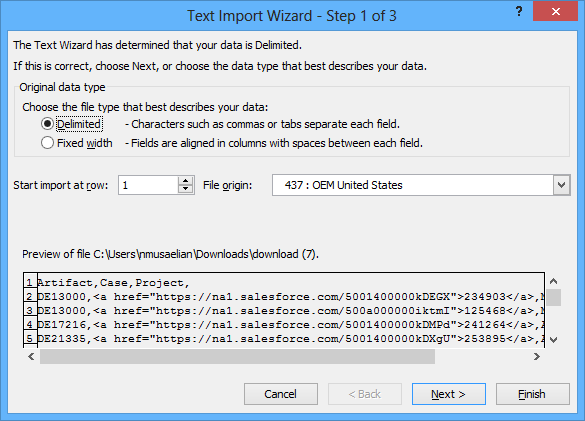 Text Import Wizard - Step 1 of 3
?
The Text Wizard has determined that your data is Delimited.
If this is correct, choose Next, or choose the data type that best describes your data.
Original data type
Choose the file type that best describes your data:
Delimited - Characters such as commas or tabs separate each field.
Fixed width - Fields are aligned in columns with spaces between each field.
Start import at row: 1 File origin: 437 : OEM United States
Preview of file C:\Users\nmusaelian\Downloads\download (7).
1 Artifact,Case,Project,
2 DE13000,<a href="https://na1.salesforce.com/5001400000kDEGX">234903</a>,
3 DE13000,<a href="https://na1.salesforce.com/500a000000iktmI">125468</a>,
4 DE17216,<a href="https://na1.salesforce.com/5001400000kDMPd">241264</a>,
5 DE21335,<a href="https://na1.salesforce.com/5001400000kDXgU">253895</a>,
Cancel < Back Next > Finish